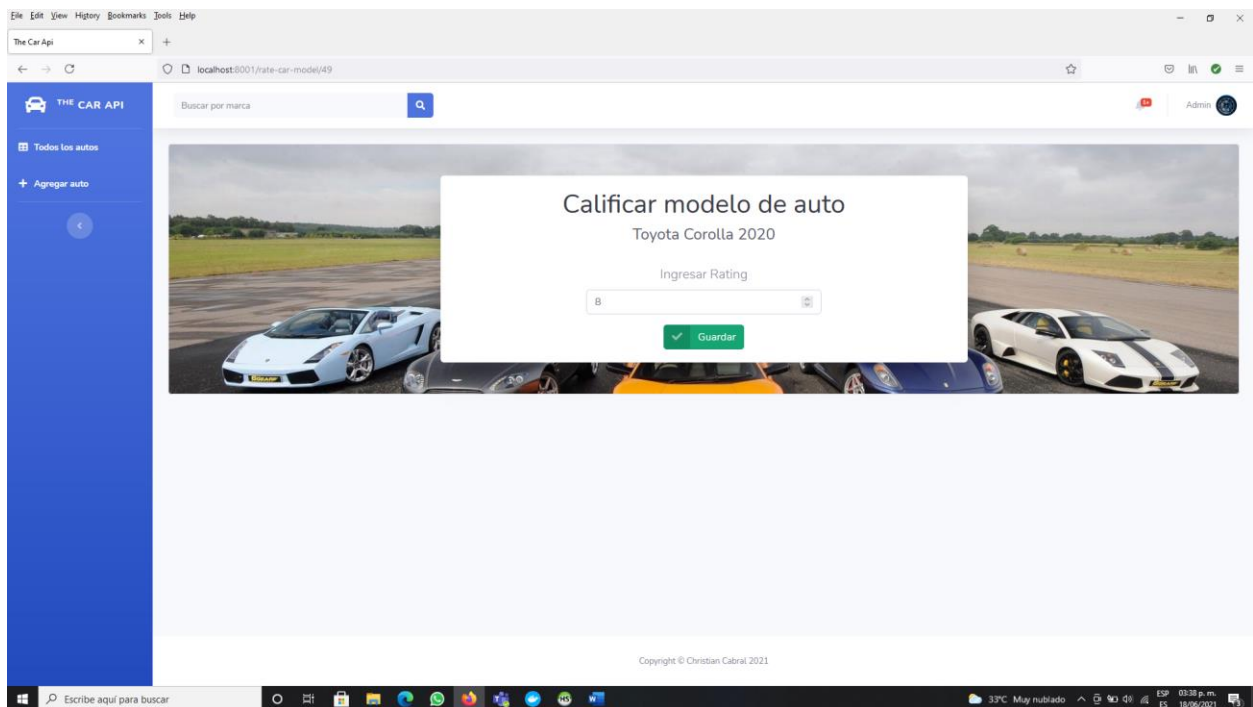 File Edit View History Bookmarks Tools Help
The Car Api
localhost:8001/rate-car-model/49
THE CAR API
Buscar por marca
Admin
Todos los autos
Agregar auto
Calificar modelo de auto
Toyota Corolla 2020
Ingresar Rating
8
Guardar
Copyright © Christian Cabral 2021
Escribe aquí para buscar
33°C Muy nublado
ESP
ES
03:38 p. m.
18/06/2021